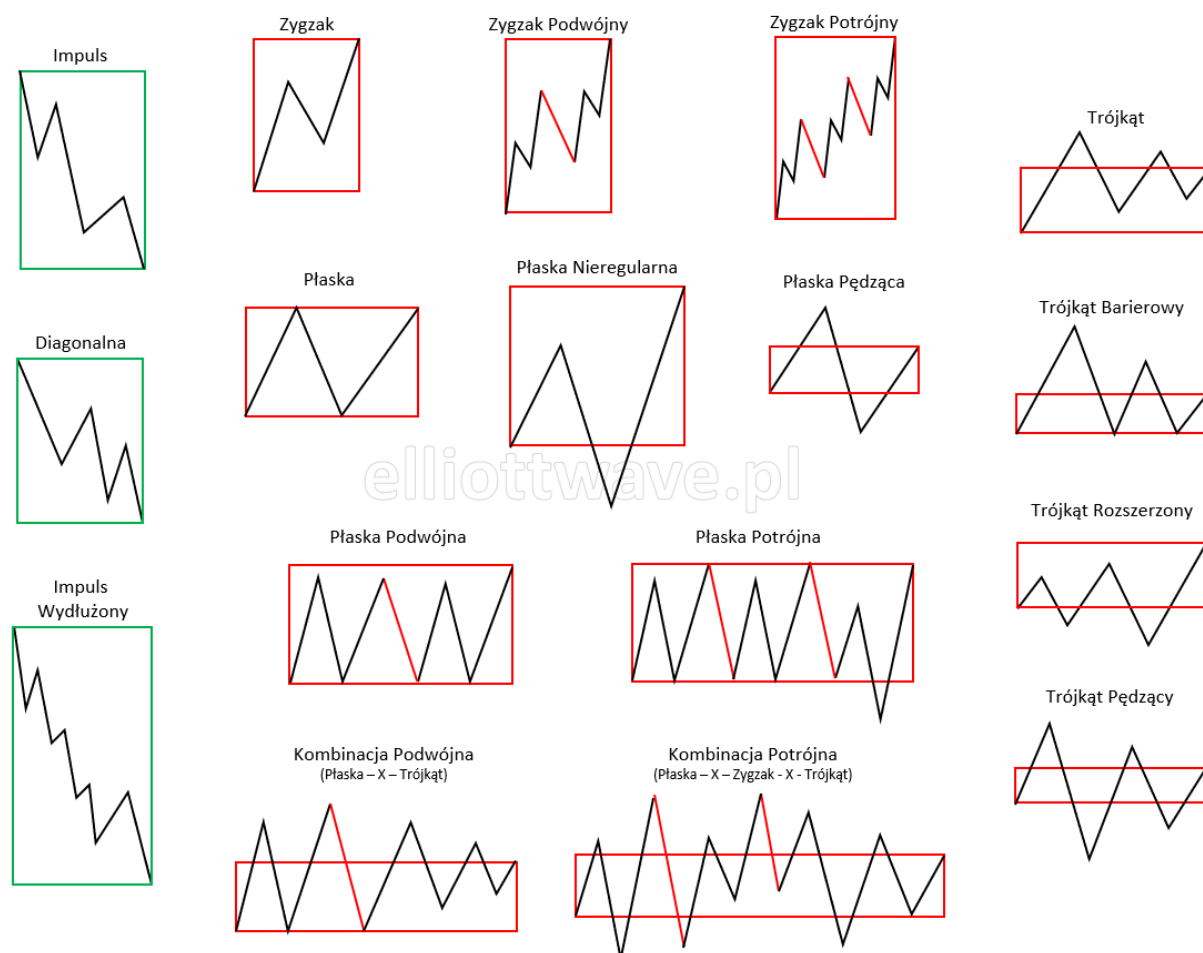 Impuls
Zygzak
Zygzak Podwójny
Zygzak Potrójny
Trójkąt
Płaska
Płaska Nieregularna
Płaska Pędząca
Diagonalna
Trójkąt Barierowy
elliottwave.pl
Płaska Podwójna
Płaska Potrójna
Trójkąt Rozszerzony
Impuls
Wydłużony
Kombinacja Podwójna
(Płaska – X – Trójkąt)
Kombinacja Potrójna
(Płaska – X – Zygzak - X - Trójkąt)
Trójkąt Pędzący